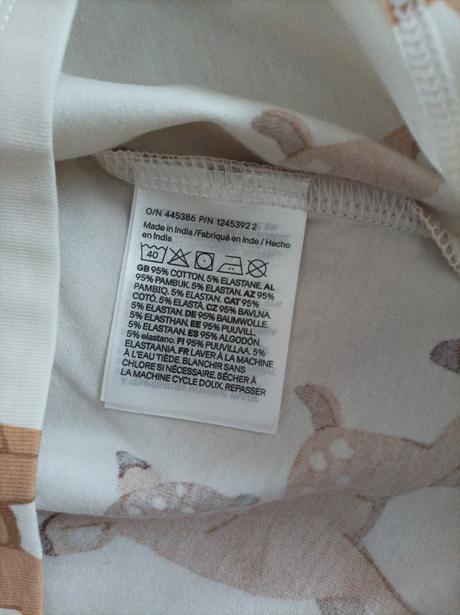 O/N 445386 P/N 1245392 2
Made in India /Fabriqué en Inde / Hecho
en India
40
GB 95% COTTON. 5% ELASTANE. AL
95% PAMBUK. 5% ELASTAN. AZ 95%
PAMBIQ. 5% ELASTAN. CAT 95%
COTÓ. 5% ELASTÀ. CZ 95% BAVLNA.
5% ELASTAN. DE 95% BAUMWOLLE.
5% ELASTHAN. EE 95% PUUVILL.
5% ELASTAAN. ES 95% ALGODÓN.
5% elastano. FI 95% PUUVILLAA. 5%
ELASTAANIA. FR LAVER À LA MACHINE
À L'EAU TIÈDE. BLANCHIR SANS
CHLORE SI NÉCESSAIRE. SÉCHER À
LA MACHINE CYCLE DOUX. REPASSER